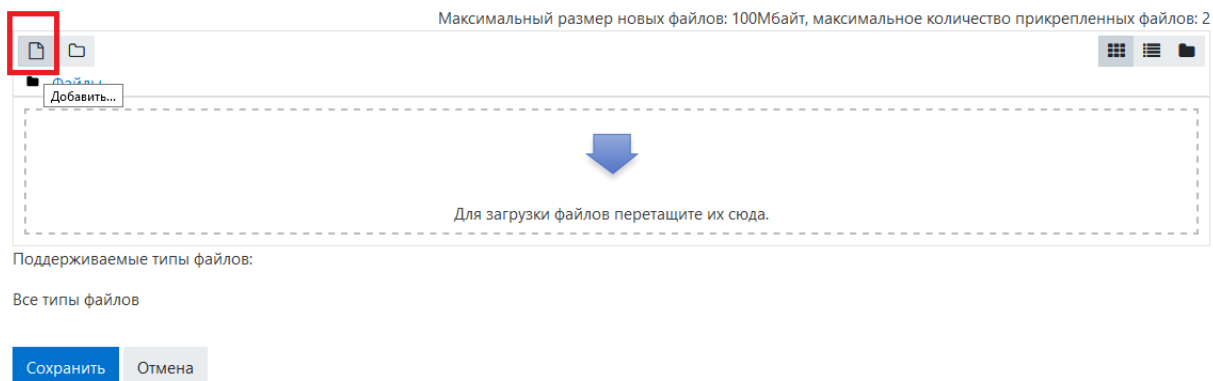 Максимальный размер новых файлов: 100Мбайт, максимальное количество прикрепленных файлов: 2
Файлы
Добавить...
Для загрузки файлов перетащите их сюда.
Поддерживаемые типы файлов:
Все типы файлов
Сохранить Отмена